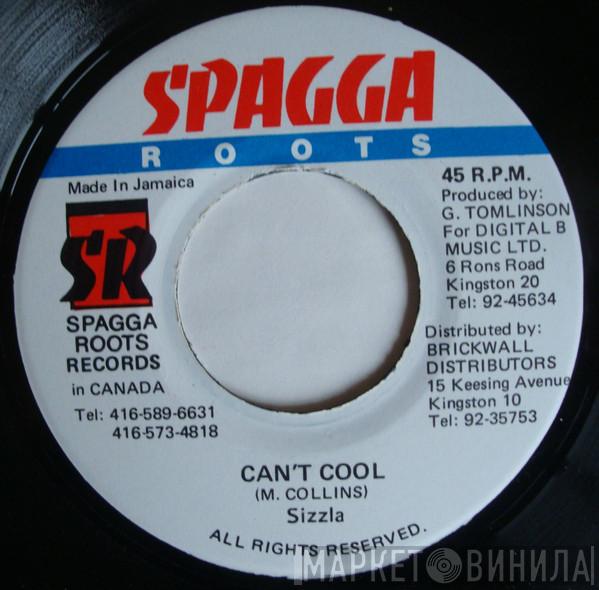 SPAGGA
ROOTS
Made In Jamaica
SR
SPAGGA
ROOTS
RECORDS
in CANADA
Tel: 416-589-6631
416-573-4818
45 R.P.M.
Produced by:
G. TOMLINSON
For DIGITAL B
MUSIC LTD.
6 Rons Road
Kingston 20
Tel: 92-45634
Distributed by:
BRICKWALL
DISTRIBUTORS
15 Keesing Avenue
Kingston 10
Tel: 92-35753
CAN'T COOL
(M. COLLINS)
Sizzla
ALL RIGHTS RESERVED.
МАРКЕТ ВИНИЛА